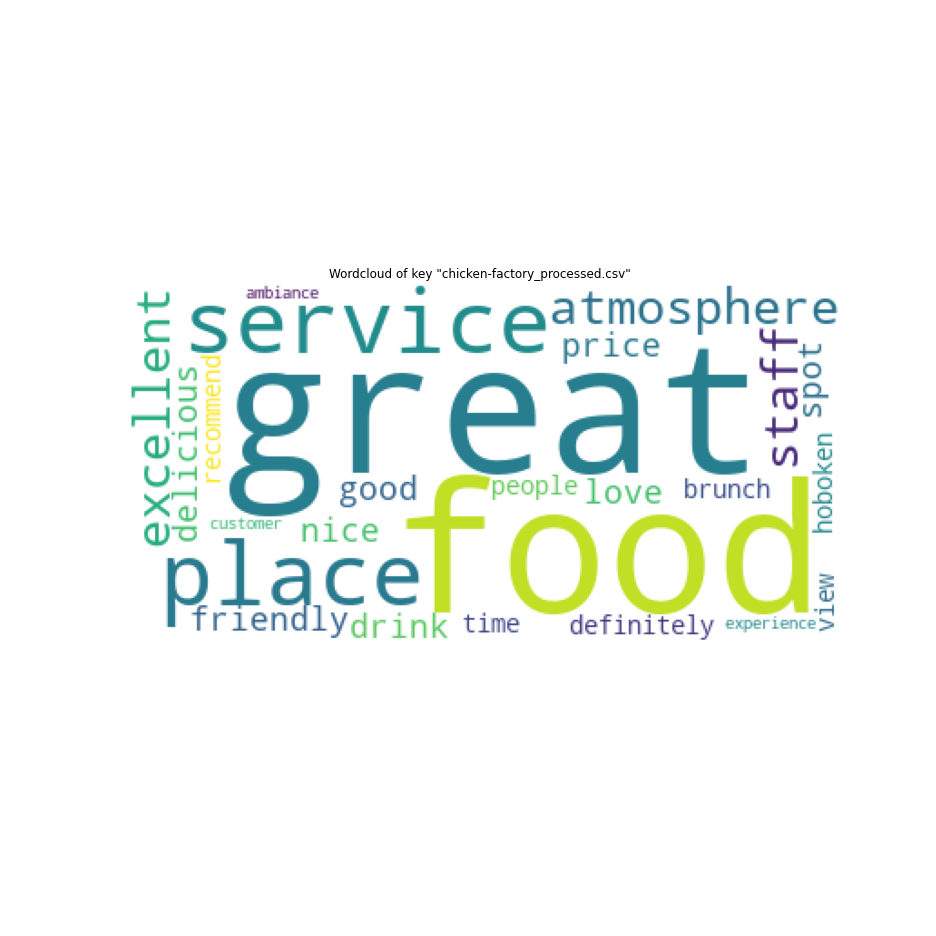 Wordcloud of key "chicken-factory_processed.csv"
ambiance
service
atmosphere
excellent
delicious
recommend
great
price
staff
spot
hoboken
good
people
love
brunch
customer
nice
food
place
friendly
drink
time
definitely
experience
view